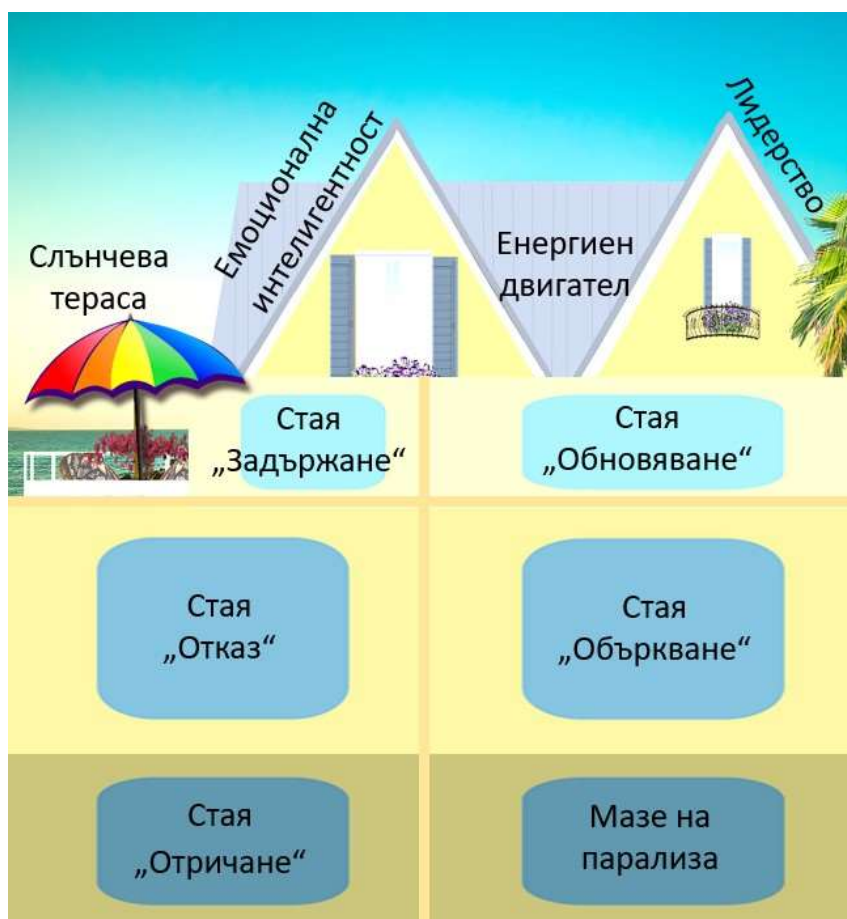 Емоционална
интелигентност
Лидерство
Слънчева
тераса
Енергиен
двигател
Стая
„Задържане“
Стая
„Обновяване“
Стая
„Отказ“
Стая
„Объркване“
Стая
„Отричане“
Мазе на
парализа